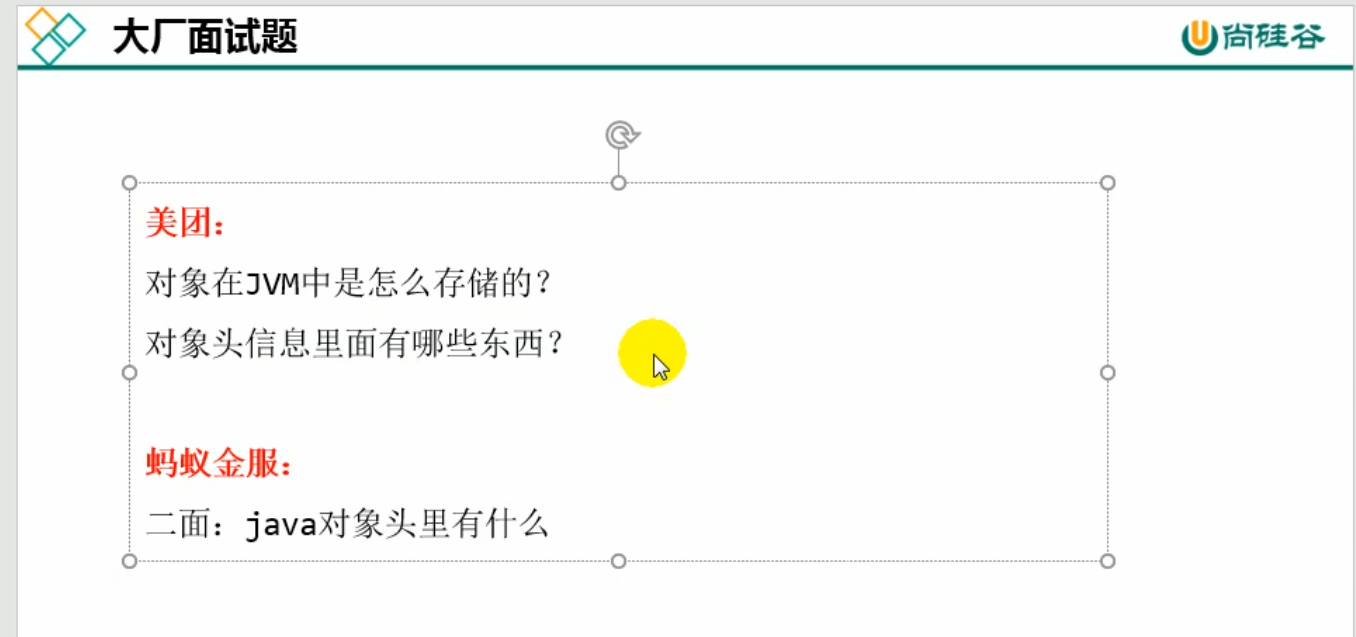 大厂面试题
尚硅谷
美团：
对象在JVM中是怎么存储的？
对象头信息里面有哪些东西？
蚂蚁金服：
二面：java对象头里有什么